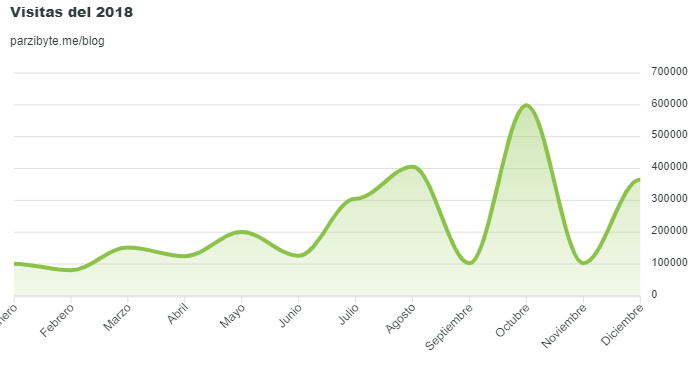 Visitas del 2018
parzibyte.me/blog
700000
600000
500000
400000
300000
200000
100000
0
nero
Febrero
Marzo
Abril
Mayo
Junio
Julio
Agosto
Septiembre
Octubre
Noviembre
Diciembre